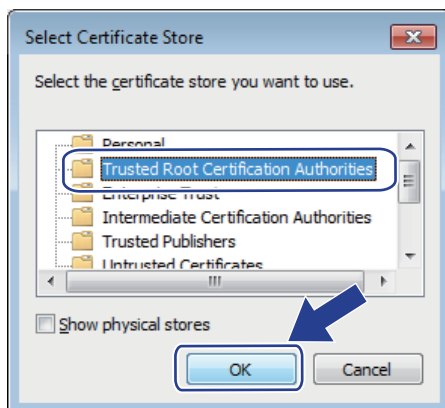 Select Certificate Store
Select the certificate store you want to use.
Personal
Trusted Root Certification Authorities
Enterprise Trust
Intermediate Certification Authorities
Trusted Publishers
Untrusted Certificates
Show physical stores
OK
Cancel